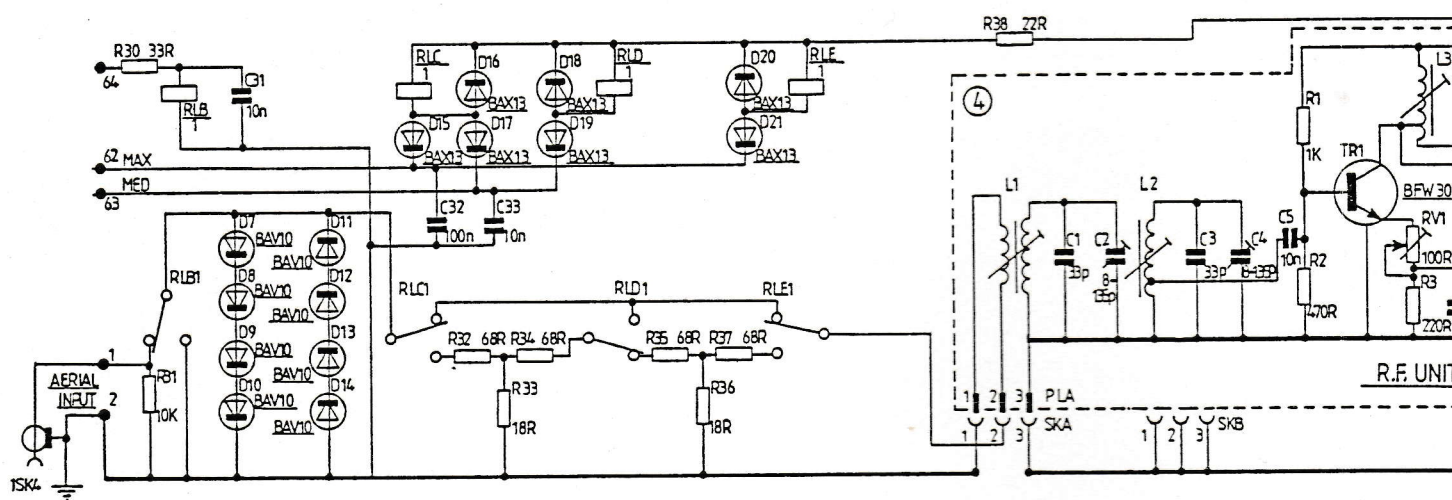 R38 22R
R30 33R
64
RLB
1
C31
10n
RLC
1
D16
BAX13
D18
BAX13
RLD
1
D20
BAX13
RLE
1
D15
BAX13
D17
BAX13
D19
BAX13
D21
BAX13
62 MAX
MED
63
C32
100n
C33
10n
D7
BAV10
D8
BAV10
D9
BAV10
D10
BAV10
D11
BAV10
D12
BAV10
D13
BAV10
D14
BAV10
RLB1
RLC1
RLD1
RLE1
R32 68R
R34 68R
R35 68R
R37 68R
R33
18R
R36
18R
1
AERIAL
INPUT 2
10K
1SK4
4
L1
L2
C1
33p
C2
8-
135p
C3
33p
C4
8-135p
C5
10n
R1
1K
R2
470R
TR1
BFW30
L3
RV1
100R
R3
220R
R.F. UNIT
1 2 3 PLA
SKA
1 2 3
SKB
1 2 3